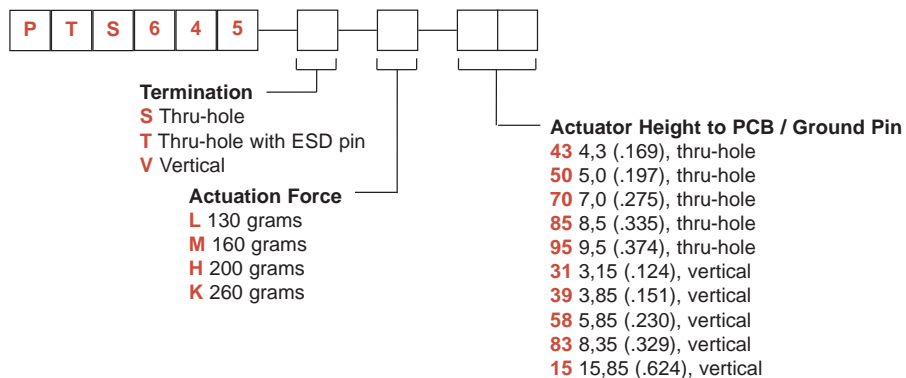 P T S 6 4 5
Termination
S Thru-hole
T Thru-hole with ESD pin
V Vertical
Actuation Force
L 130 grams
M 160 grams
H 200 grams
K 260 grams
Actuator Height to PCB / Ground Pin
43 4,3 (.169), thru-hole
50 5,0 (.197), thru-hole
70 7,0 (.275), thru-hole
85 8,5 (.335), thru-hole
95 9,5 (.374), thru-hole
31 3,15 (.124), vertical
39 3,85 (.151), vertical
58 5,85 (.230), vertical
83 8,35 (.329), vertical
15 15,85 (.624), vertical